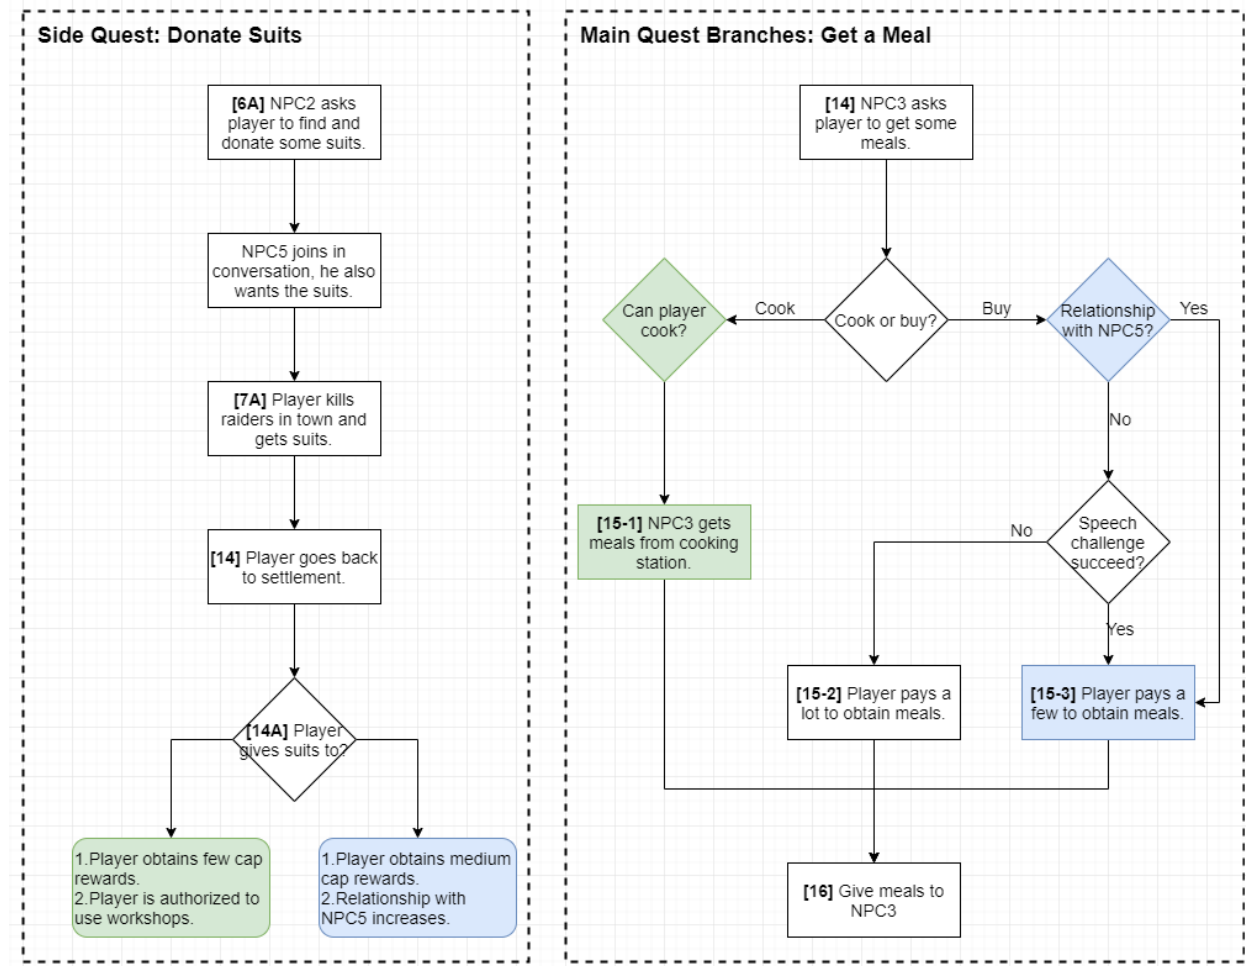 Side Quest: Donate Suits
[6A] NPC2 asks
player to find and
donate some suits.
NPC5 joins in
conversation, he also
wants the suits.
[7A] Player kills
raiders in town and
gets suits.
[14] Player goes back
to settlement.
[14A] Player
gives suits to?
1.Player obtains few cap
rewards.
2.Player is authorized to
use workshops.
1.Player obtains medium
cap rewards.
2.Relationship with
NPC5 increases.
Main Quest Branches: Get a Meal
[14] NPC3 asks
player to get some
meals.
Cook or buy?
Cook
Can player
cook?
Buy
Relationship
with NPC5?
Yes
No
[15-1] NPC3 gets
meals from cooking
station.
Speech
challenge
succeed?
No
Yes
[15-2] Player pays a
lot to obtain meals.
[15-3] Player pays a
few to obtain meals.
[16] Give meals to
NPC3